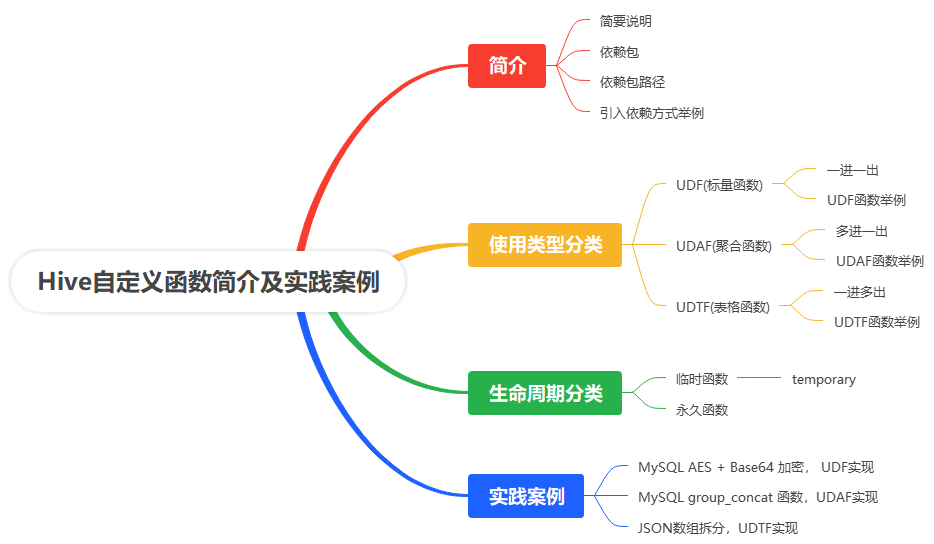 Hive自定义函数简介及实践案例
简介
简要说明
依赖包
依赖包路径
引入依赖方式举例
使用类型分类
UDF(标量函数)
一进一出
UDF函数举例
UDAF(聚合函数)
多进一出
UDAF函数举例
UDTF(表格函数)
一进多出
UDTF函数举例
生命周期分类
临时函数
temporary
永久函数
实践案例
MySQL AES + Base64 加密， UDF实现
MySQL group_concat 函数，UDAF实现
JSON数组拆分，UDTF实现